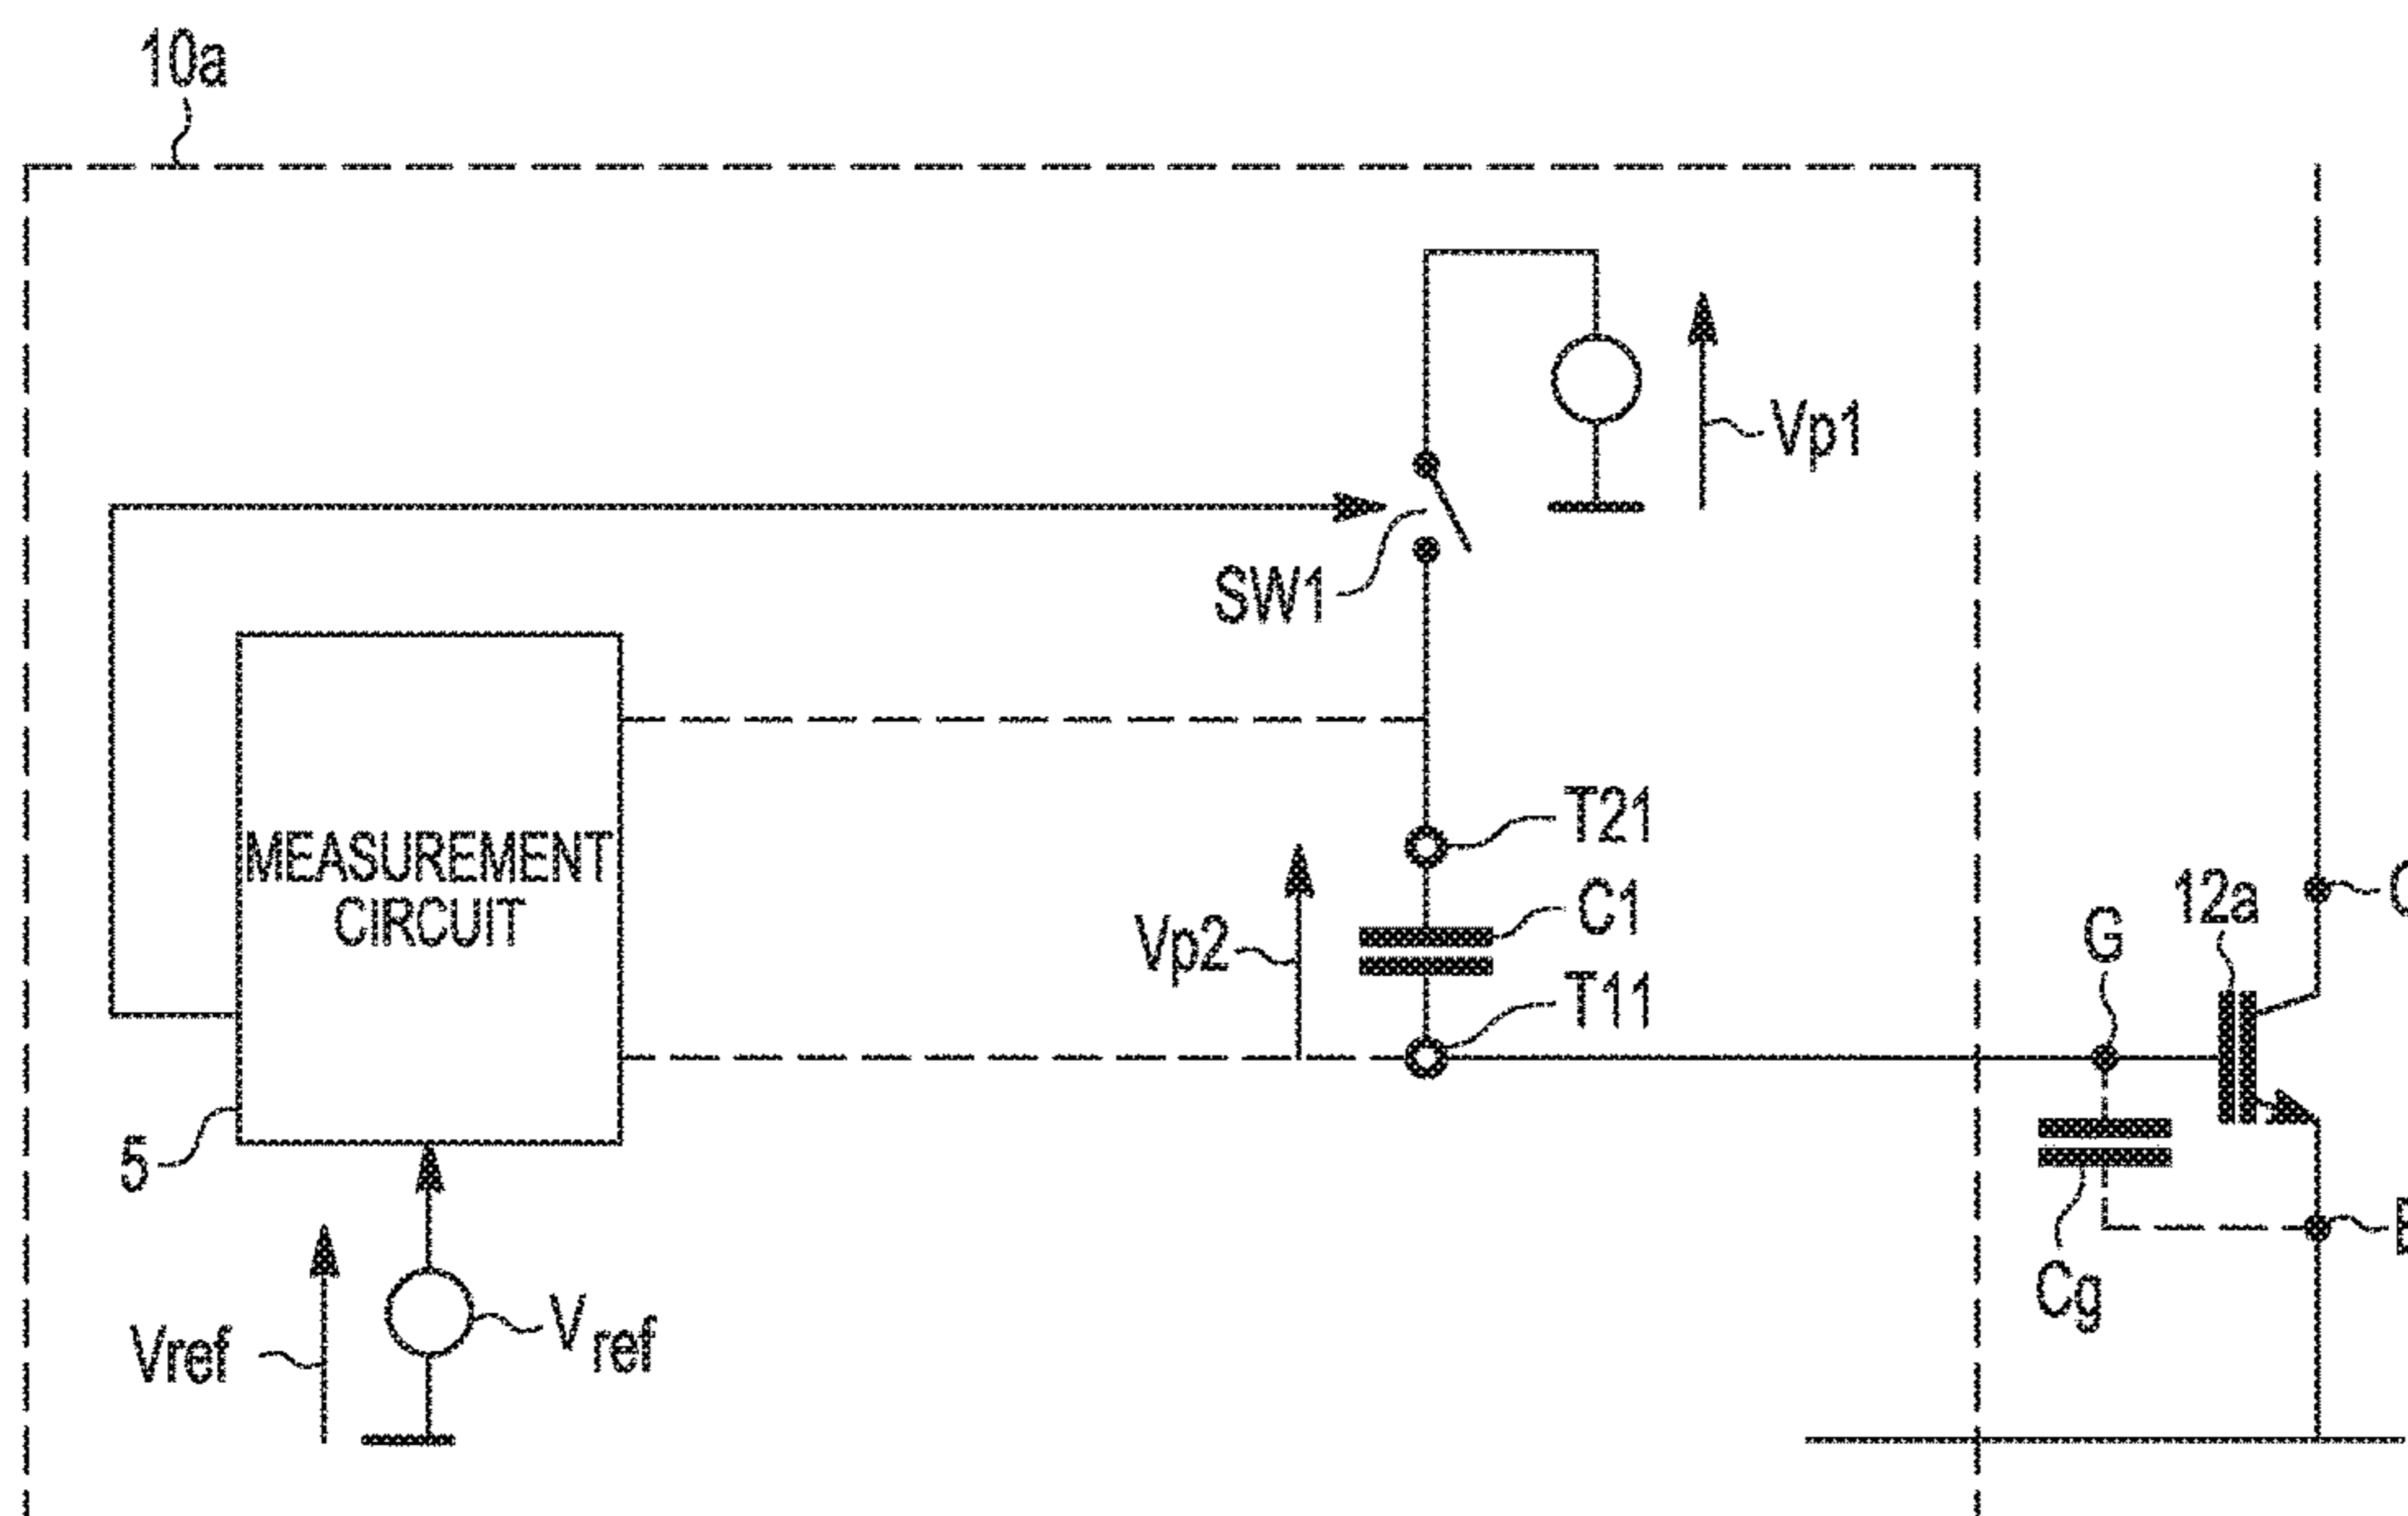 10a
Vp1
SW1
MEASUREMENT
CIRCUIT
T21
C1
Vp2
T11
12a
G
5
Cg
Vref
Vref